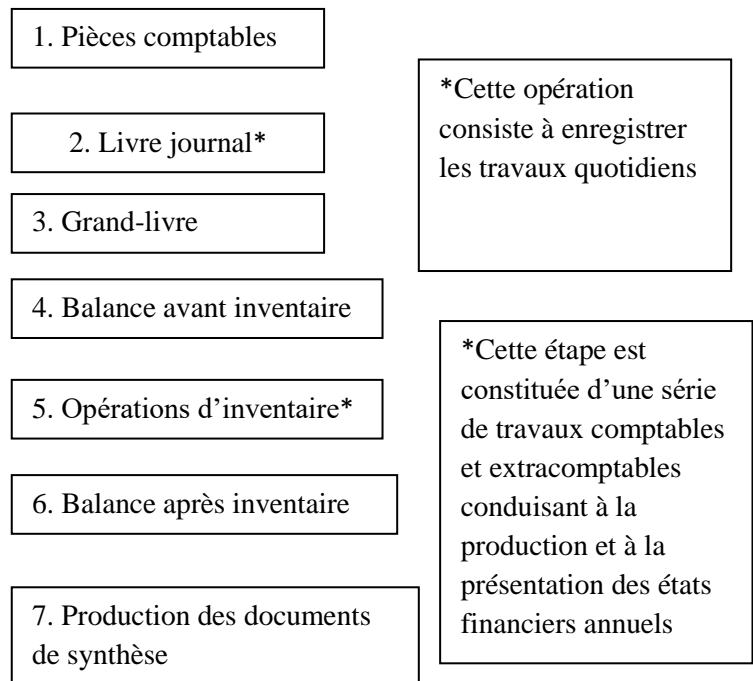 1. Pièces comptables
2. Livre journal*
3. Grand-livre
4. Balance avant inventaire
5. Opérations d’inventaire*
6. Balance après inventaire
7. Production des documents
de synthèse
*Cette opération
consiste à enregistrer
les travaux quotidiens
*Cette étape est
constituée d’une série
de travaux comptables
et extracomptables
conduisant à la
production et à la
présentation des états
financiers annuels